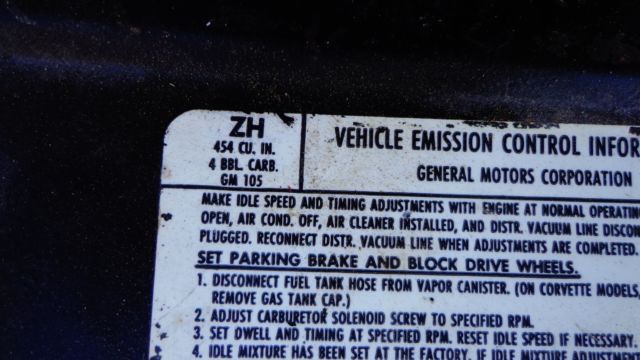 ZH
454 CU. IN.
4 BBL. CARB.
GM 105
VEHICLE EMISSION CONTROL INFOR
GENERAL MOTORS CORPORATION
MAKE IDLE SPEED AND TIMING ADJUSTMENTS WITH ENGINE AT NORMAL OPERATIN
OPEN, AIR COND. OFF, AIR CLEANER INSTALLED, AND DISTR. VACUUM LINE DISCON
PLUGGED. RECONNECT DISTR. VACUUM LINE WHEN ADJUSTMENTS ARE COMPLETED.
SET PARKING BRAKE AND BLOCK DRIVE WHEELS.
1. DISCONNECT FUEL TANK HOSE FROM VAPOR CANISTER. (ON CORVETTE MODELS,
REMOVE GAS TANK CAP.)
2. ADJUST CARBURETOR SOLENOID SCREW TO SPECIFIED RPM.
3. SET DWELL AND TIMING AT SPECIFIED RPM. RESET IDLE SPEED IF NECESSARY.
4. IDLE MIXTURE HAS BEEN SET AT THE FACTORY. IF IDLE MIXTURE ADJUSTMEN